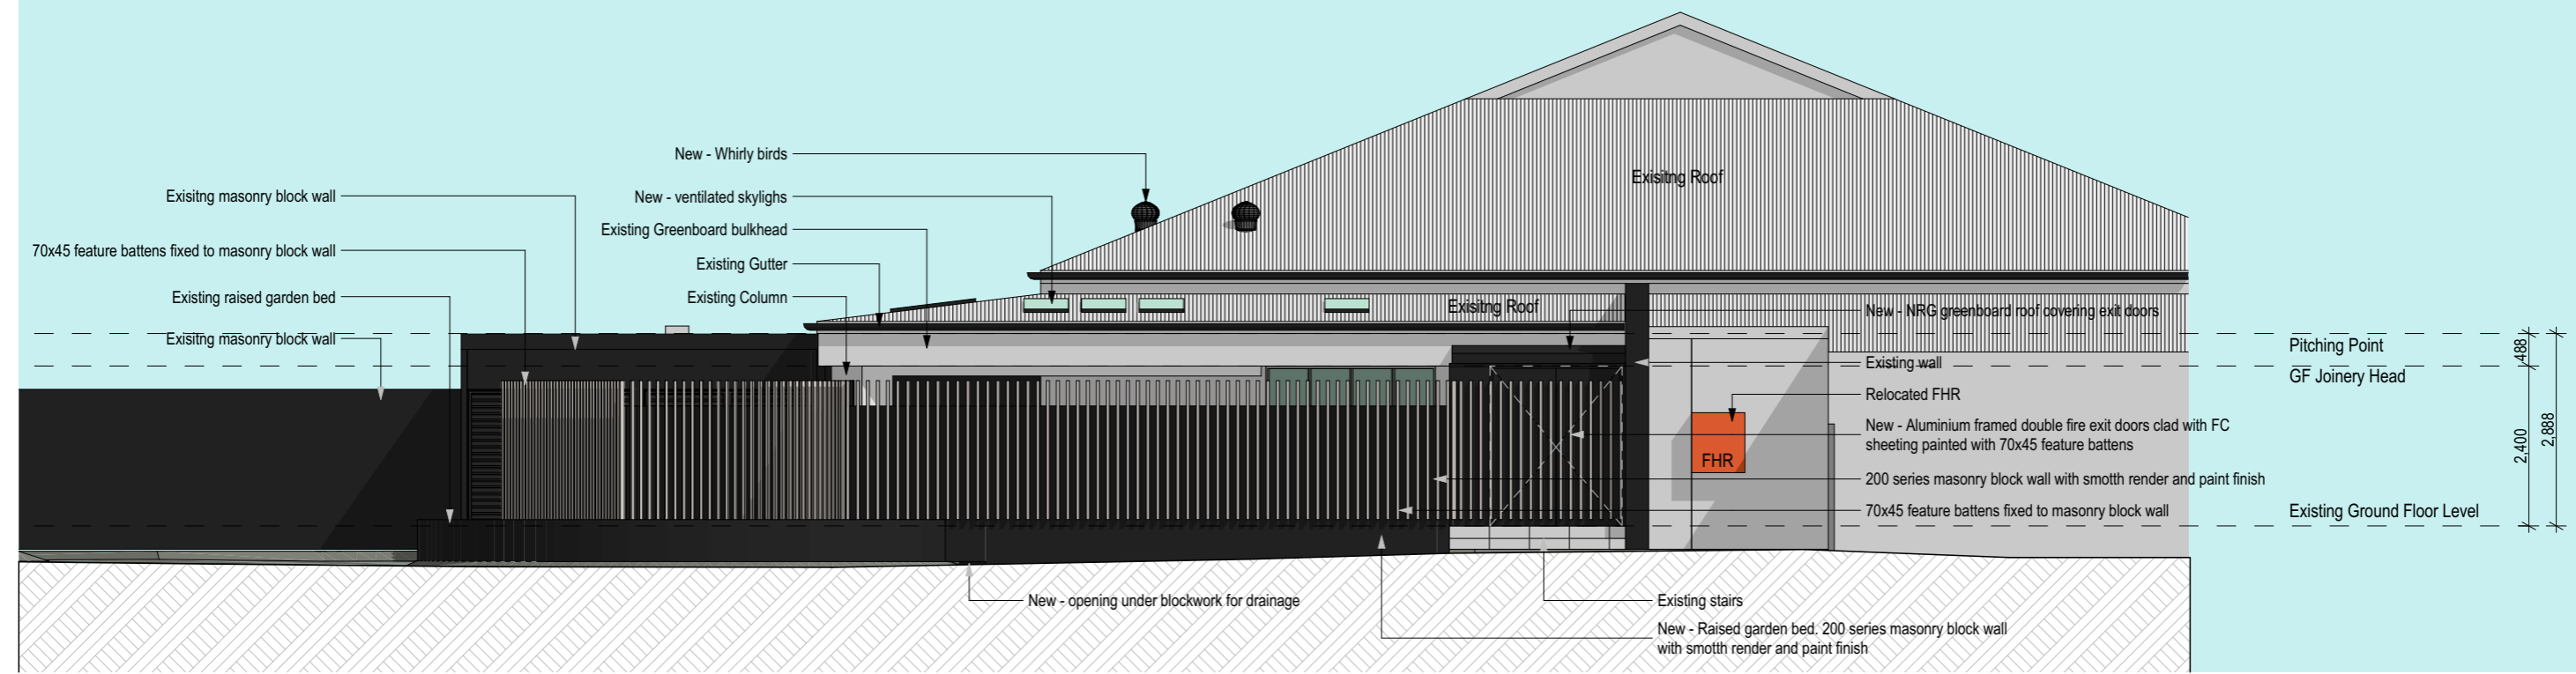 New - Whirly birds
Exisitng masonry block wall
New - ventilated skylighs
Exisitng Roof
Existing Greenboard bulkhead
70x45 feature battens fixed to masonry block wall
Existing Gutter
Existing raised garden bed
Existing Column
Exisitng Roof
New - NRG greenboard roof covering exit doors
Exisitng masonry block wall
Pitching Point
488
Existing wall
GF Joinery Head
Relocated FHR
New - Aluminium framed double fire exit doors clad with FC
sheeting painted with 70x45 feature battens
2,400
2,888
FHR
200 series masonry block wall with smotth render and paint finish
70x45 feature battens fixed to masonry block wall
Existing Ground Floor Level
New - opening under blockwork for drainage
Existing stairs
New - Raised garden bed. 200 series masonry block wall
with smotth render and paint finish